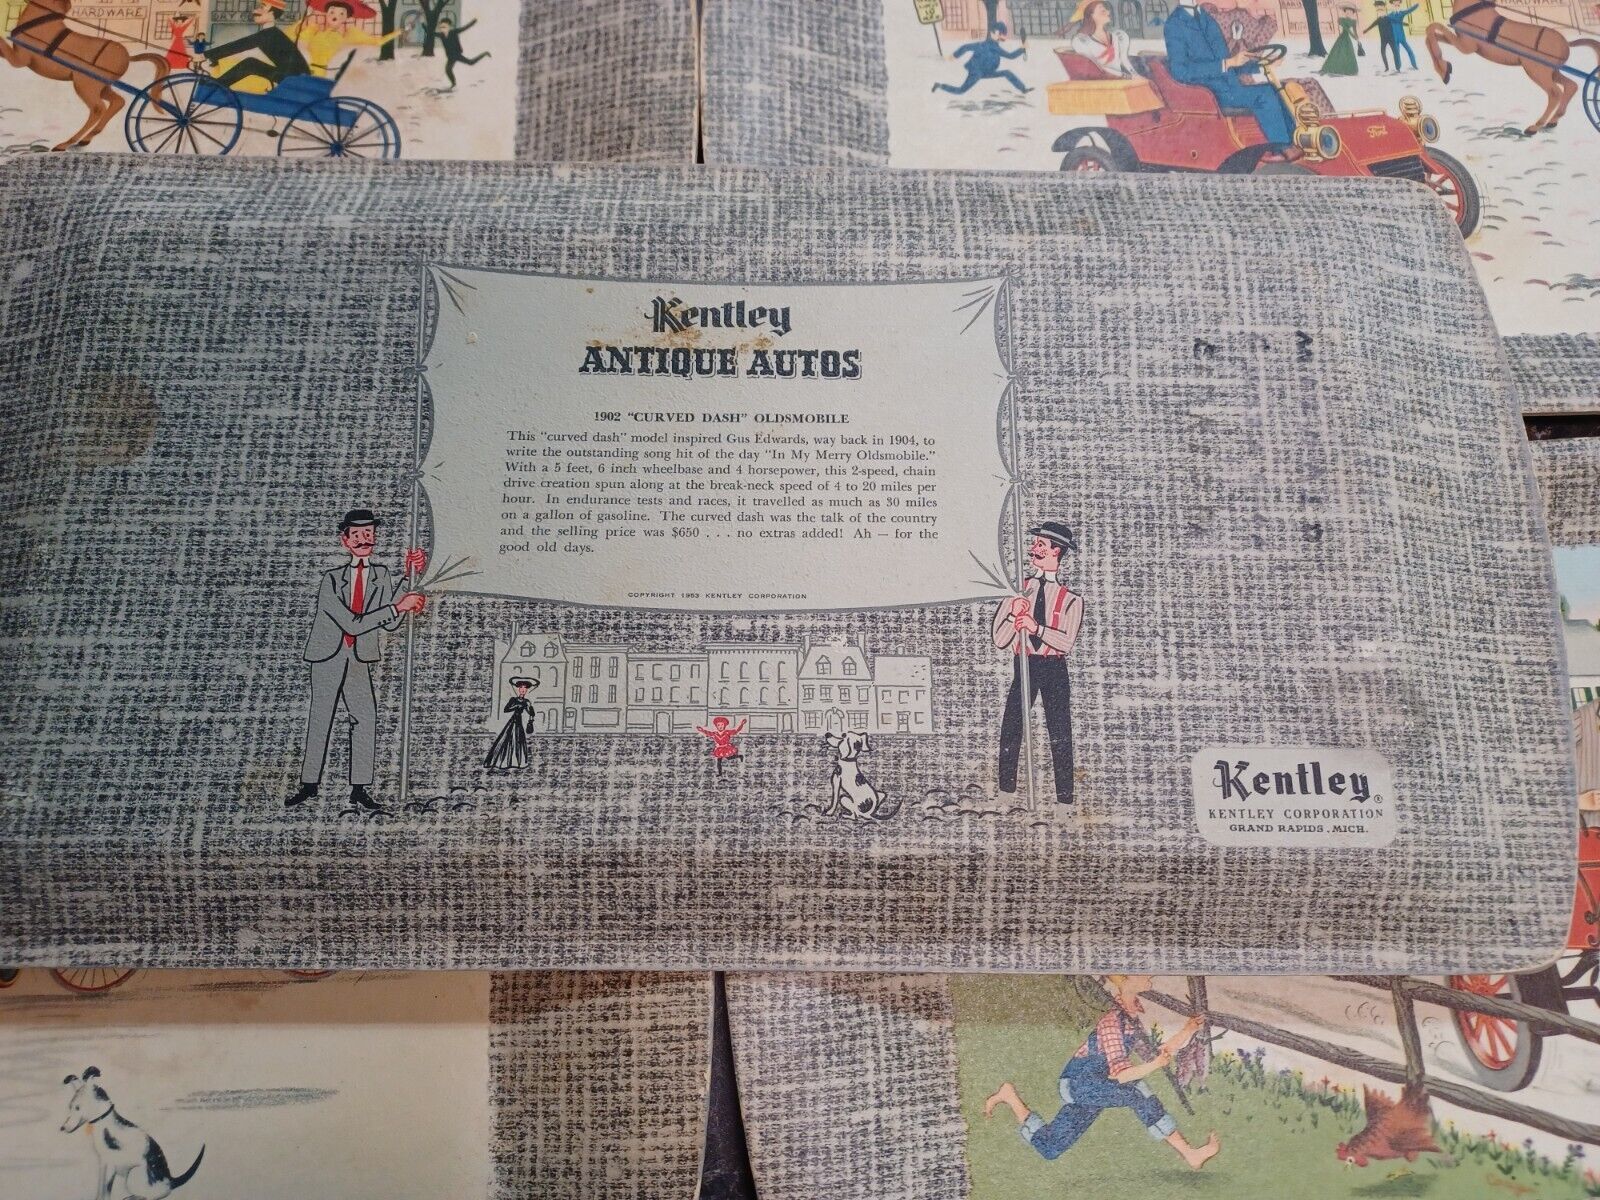 HARDWARE
HARDWARE
Ford
Kentley
ANTIQUE AUTOS
1902 "CURVED DASH" OLDSMOBILE
This "curved dash" model inspired Gus Edwards, way back in 1904, to
write the outstanding song hit of the day "In My Merry Oldsmobile."
With a 5 feet, 6 inch wheelbase and 4 horsepower, this 2-speed, chain
drive creation spun along at the break-neck speed of 4 to 20 miles per
hour. In endurance tests and races, it travelled as much as 30 miles
on a gallon of gasoline. The curved dash was the talk of the country
and the selling price was $650 . . . no extras added! Ah — for the
good old days.
COPYRIGHT 1953 KENTLEY CORPORATION
Kentley®
KENTLEY CORPORATION
GRAND RAPIDS, MICH.